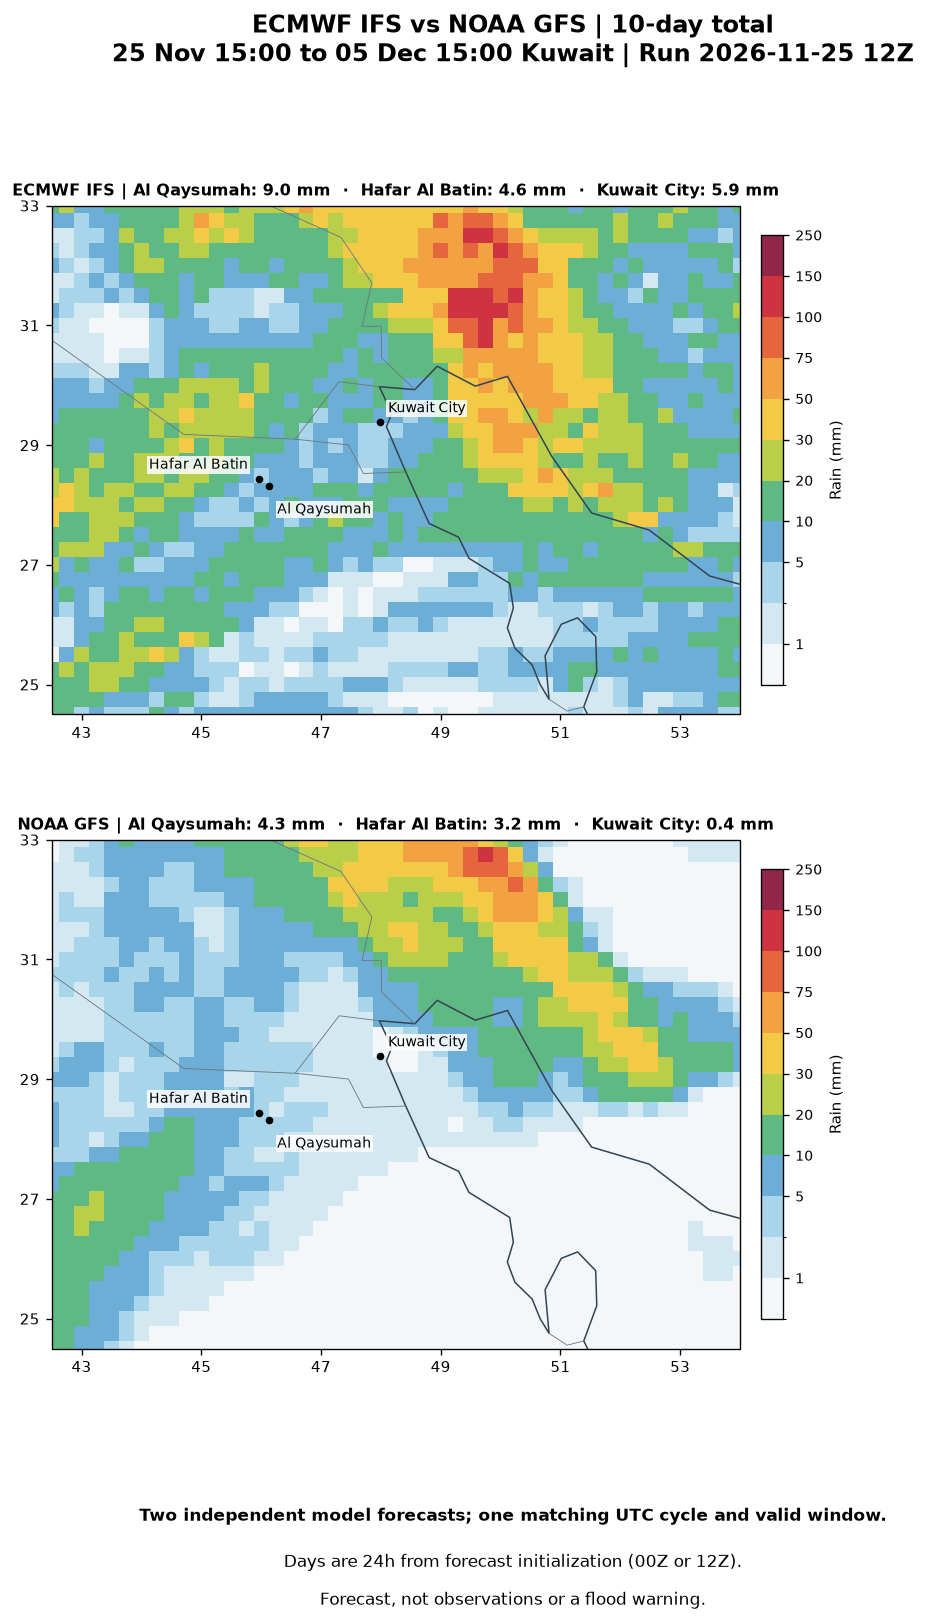 ECMWF IFS vs NOAA GFS | 10-day total
25 Nov 15:00 to 05 Dec 15:00 Kuwait | Run 2026-11-25 12Z
ECMWF IFS | Al Qaysumah: 9.0 mm · Hafar Al Batin: 4.6 mm · Kuwait City: 5.9 mm
33
31
29
27
25
43
45
47
49
51
53
Kuwait City
Hafar Al Batin
Al Qaysumah
250
150
100
75
50
30
20
10
5
1
Rain (mm)
NOAA GFS | Al Qaysumah: 4.3 mm · Hafar Al Batin: 3.2 mm · Kuwait City: 0.4 mm
33
31
29
27
25
43
45
47
49
51
53
Kuwait City
Hafar Al Batin
Al Qaysumah
250
150
100
75
50
30
20
10
5
1
Rain (mm)
Two independent model forecasts; one matching UTC cycle and valid window.
Days are 24h from forecast initialization (00Z or 12Z).
Forecast, not observations or a flood warning.